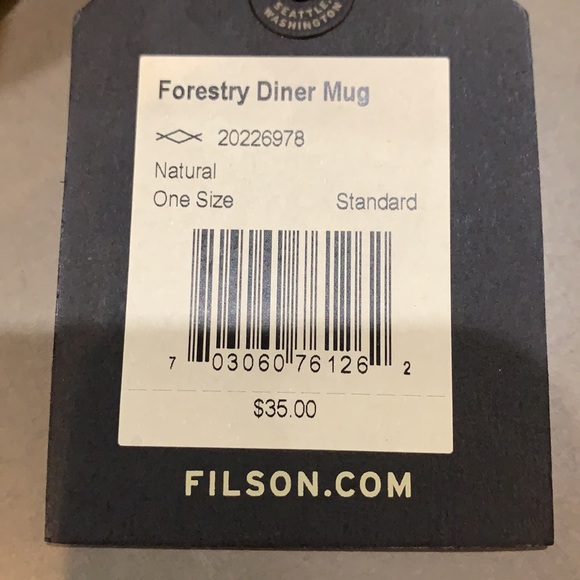 SEATTLE,
WASHINGTON
Forestry Diner Mug
20226978
Natural
One Size Standard
7 03060 76126 2
$35.00
FILSON.COM